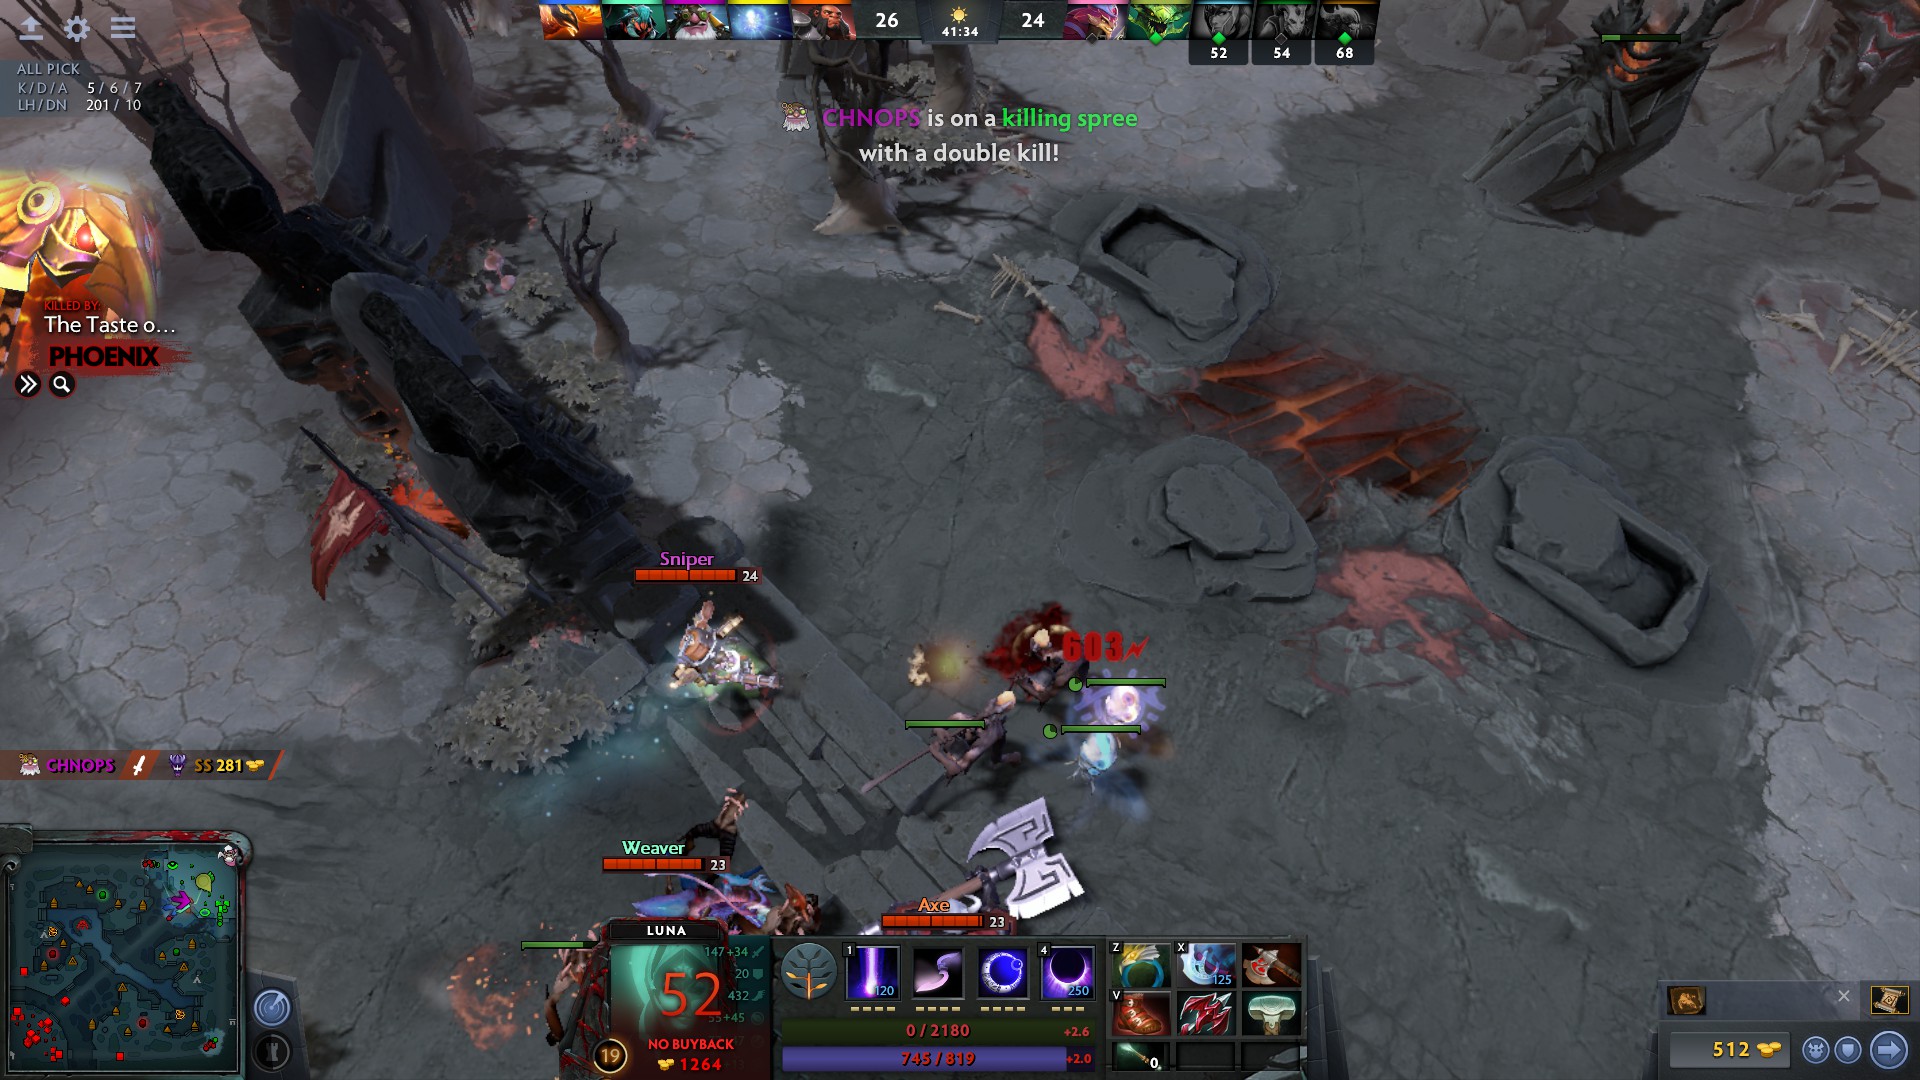 26
41:34
24
52
54
68
ALL PICK
K / D / A 5 / 6 / 7
LH / DN 201 / 10
CHNOPS is on a killing spree
with a double kill!
KILLED BY:
The Taste o...
PHOENIX
Sniper
24
603
CHNOPS SS 281
Weaver
23
Axe
23
LUNA
147+34
20
432
52
19
NO BUYBACK
1264
1
120
4
250
0 / 2180
+2.6
745 / 819
+2.0
Z
X
125
V
0
512